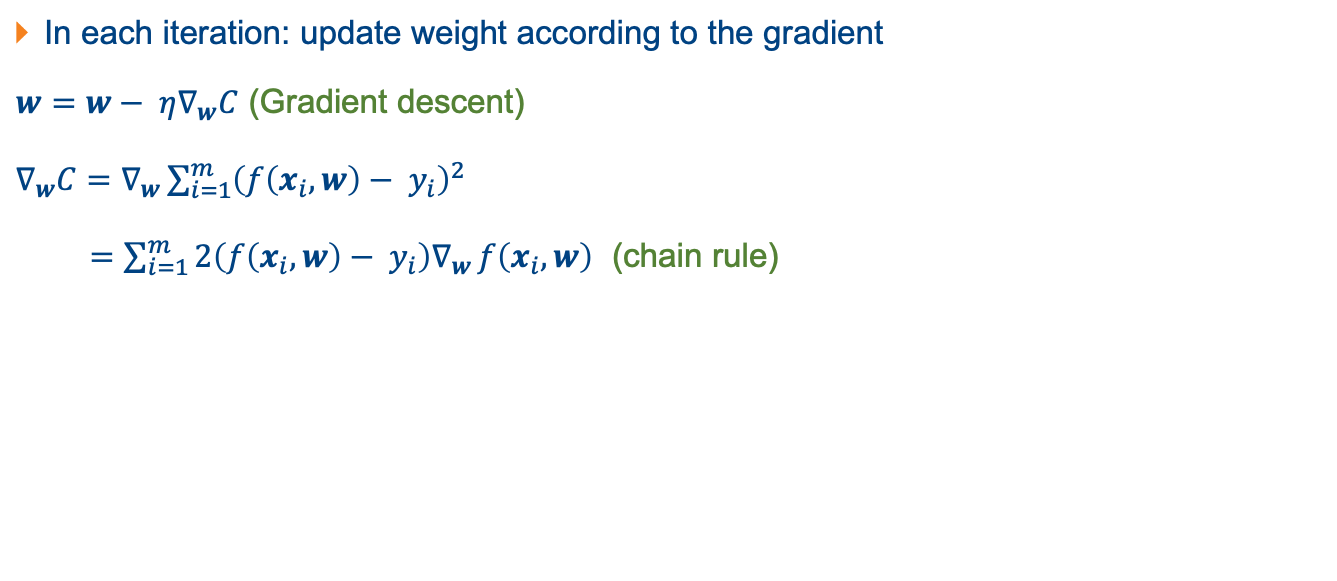 In each iteration: update weight according to the gradient
𝒘 = 𝒘 − 𝜂∇𝒘𝐶 (Gradient descent)
∇𝒘𝐶 = ∇𝒘 ∑ᵢ₌₁ᵐ(𝑓(𝒙ᵢ, 𝒘) − 𝑦ᵢ)²
= ∑ᵢ₌₁ᵐ 2(𝑓(𝒙ᵢ, 𝒘) − 𝑦ᵢ)∇𝒘 𝑓(𝒙ᵢ, 𝒘) (chain rule)